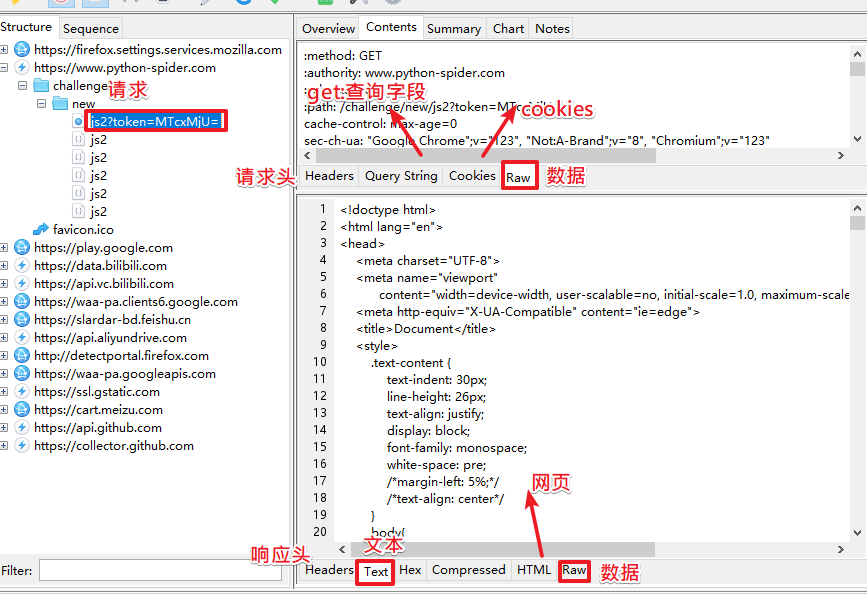 Structure
Sequence
https://firefox.settings.services.mozilla.com
https://www.python-spider.com
challenge
请求
new
js2?token=MTcxMjU=
js2
js2
js2
js2
js2
favicon.ico
https://play.google.com
https://data.bilibili.com
https://api.vc.bilibili.com
https://waa-pa.clients6.google.com
https://slardar-bd.feishu.cn
https://api.aliyundrive.com
http://detectportal.firefox.com
https://waa-pa.googleapis.com
https://ssl.gstatic.com
https://cart.meizu.com
https://api.github.com
https://collector.github.com
Filter:
Overview Contents Summary Chart Notes
:method: GET
:authority: www.python-spider.com
get:查询字段
:path: /challenge/new/js2?token=MTc
cookies
cache-control: max-age=0
sec-ch-ua: "Google Chrome";v="123", "Not:A-Brand";v="8", "Chromium";v="123"
请求头 Headers Query String Cookies Raw 数据
1 <!doctype html>
2 <html lang="en">
3 <head>
4 <meta charset="UTF-8">
5 <meta name="viewport"
6 content="width=device-width, user-scalable=no, initial-scale=1.0, maximum-scale
7 <meta http-equiv="X-UA-Compatible" content="ie=edge">
8 <title>Document</title>
9 <style>
10 .text-content {
11 text-indent: 30px;
12 line-height: 26px;
13 text-align: justify;
14 display: block;
15 font-family: monospace;
16 white-space: pre;
17 /*margin-left: 5%;*/
网页
18 /*text-align: center*/
19 }
20 body{
响应头
文本
Headers Text Hex Compressed HTML Raw 数据